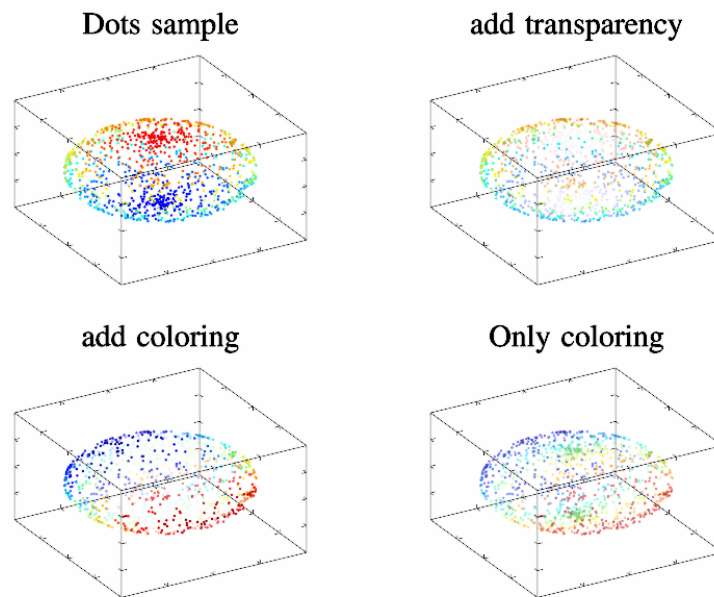 Dots sample
add transparency
add coloring
Only coloring